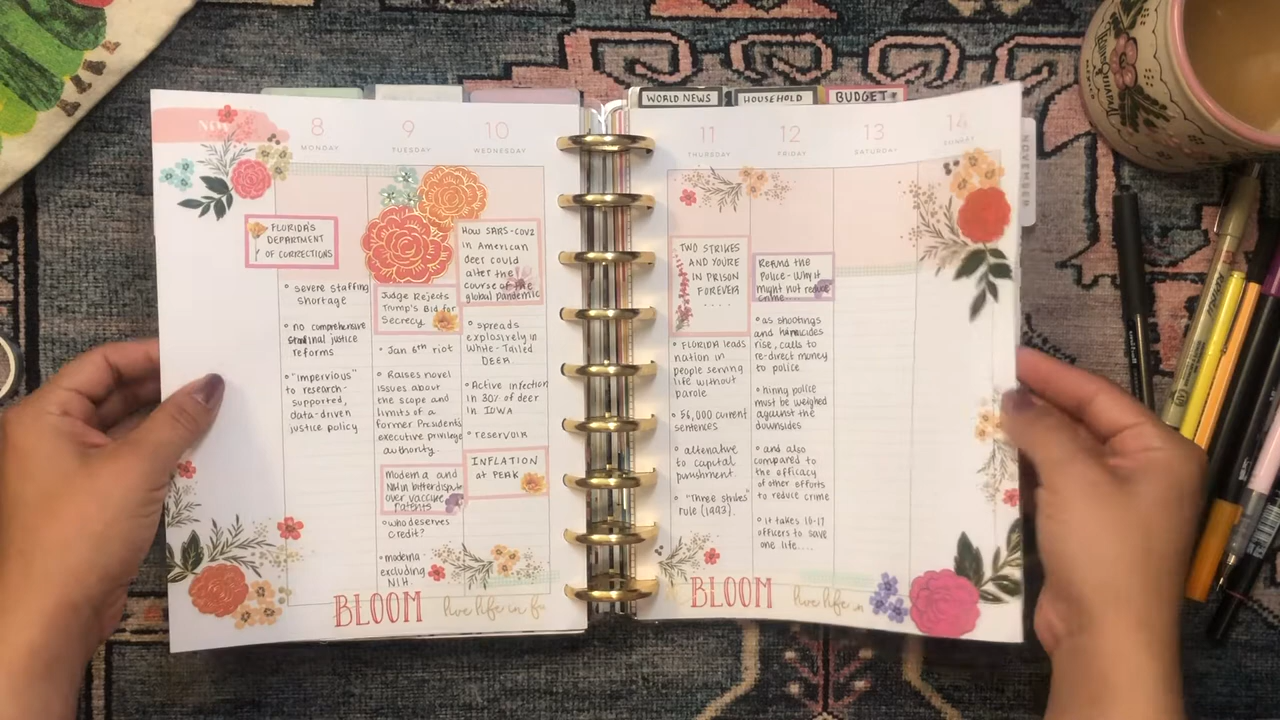 WORLD NEWS
HOUSEHOLD
BUDGET
NOVEMBER
8
MONDAY
FLORIDA'S
DEPARTMENT
OF CORRECTIONS
• severe staffing
shortage
• no comprehensive
criminal justice
reforms
• "impervious"
to research-
supported,
data-driven
justice policy
9
TUESDAY
Judge Rejects
Trump's Bid for
Secrecy
• Jan 6th riot
• Raises novel
issues about
the scope and
limits of a
former Presidents
executive privilege
authority.
Moderna and
NIH in bitter dispute
over vaccine
patents
• who deserves
credit?
• moderna
excluding
N.I.H.
10
WEDNESDAY
How SARS-COV2
in American
deer could
alter the
course of the
global pandemic
• spreads
explosively in
White-Tailed
DEER
• Active infection
in 30% of deer
in IOWA
• reservoir
INFLATION
at PEAK
BLOOM
live life in fu
11
THURSDAY
TWO STRIKES
AND YOU'RE
IN PRISON
FOREVER
....
• FLORIDA leads
nation in
people serving
life without
parole
• 56,000 current
sentences
• alternative
to capital
punishment.
• "Three strikes"
rule (1993).
12
FRIDAY
Refund the
Police - Why it
might not reduce
crime
• as shootings
and homicides
rise, calls to
re-direct money
to police
• hiring police
must be weighed
against the
downsides
• and also
compared to
the efficacy
of other efforts
to reduce crime
• it takes 10-17
officers to save
one life....
13
SATURDAY
14
SUNDAY
BLOOM
live life in